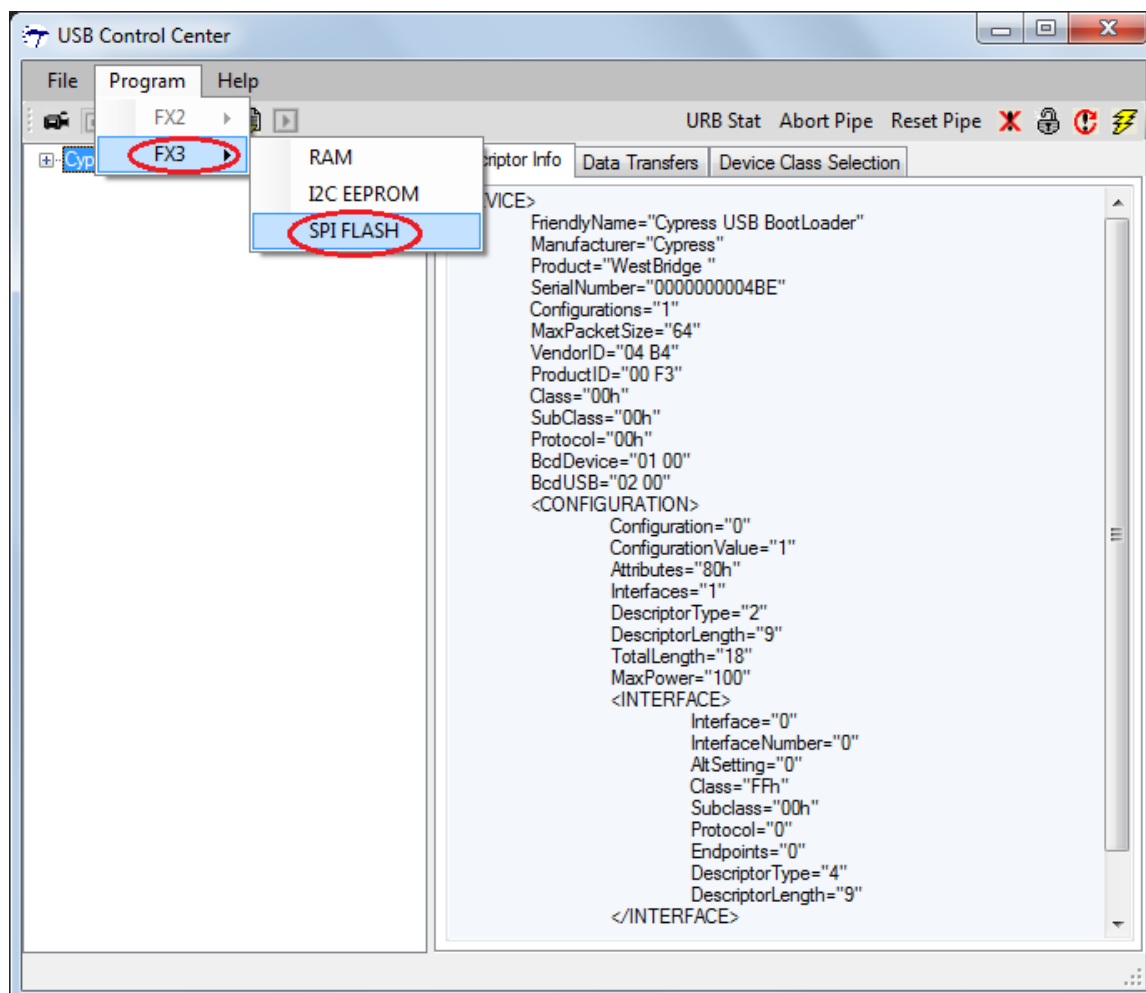 USB Control Center
File Program Help
FX2
URB Stat Abort Pipe Reset Pipe
FX3
RAM
I2C EEPROM
SPI FLASH
Cyp
criptor Info Data Transfers Device Class Selection
VICE>
FriendlyName="Cypress USB BootLoader"
Manufacturer="Cypress"
Product="WestBridge "
SerialNumber="0000000004BE"
Configurations="1"
MaxPacketSize="64"
VendorID="04 B4"
ProductID="00 F3"
Class="00h"
SubClass="00h"
Protocol="00h"
BcdDevice="01 00"
BcdUSB="02 00"
<CONFIGURATION>
Configuration="0"
ConfigurationValue="1"
Attributes="80h"
Interfaces="1"
DescriptorType="2"
DescriptorLength="9"
TotalLength="18"
MaxPower="100"
<INTERFACE>
Interface="0"
InterfaceNumber="0"
AltSetting="0"
Class="FFh"
Subclass="00h"
Protocol="0"
Endpoints="0"
DescriptorType="4"
DescriptorLength="9"
</INTERFACE>